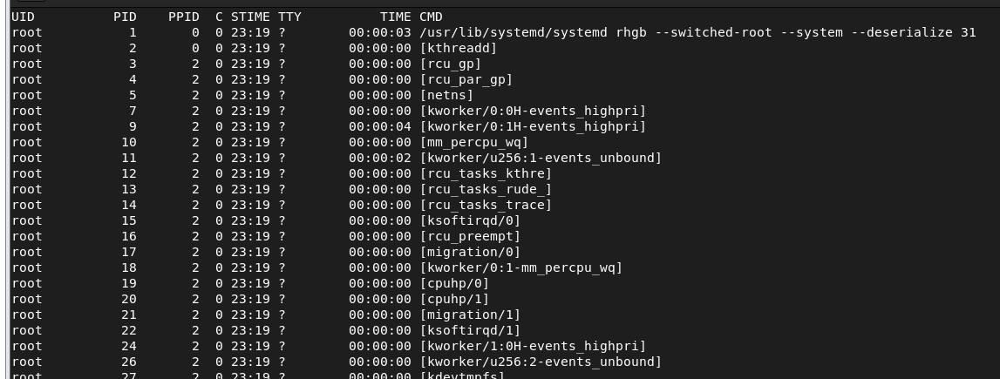 UID PID PPID C STIME TTY TIME CMD
root 1 0 0 23:19 ? 00:00:03 /usr/lib/systemd/systemd rhgb --switched-root --system --deserialize 31
root 2 0 0 23:19 ? 00:00:00 [kthreadd]
root 3 2 0 23:19 ? 00:00:00 [rcu_gp]
root 4 2 0 23:19 ? 00:00:00 [rcu_par_gp]
root 5 2 0 23:19 ? 00:00:00 [netns]
root 7 2 0 23:19 ? 00:00:00 [kworker/0:0H-events_highpri]
root 9 2 0 23:19 ? 00:00:04 [kworker/0:1H-events_highpri]
root 10 2 0 23:19 ? 00:00:00 [mm_percpu_wq]
root 11 2 0 23:19 ? 00:00:02 [kworker/u256:1-events_unbound]
root 12 2 0 23:19 ? 00:00:00 [rcu_tasks_kthre]
root 13 2 0 23:19 ? 00:00:00 [rcu_tasks_rude_]
root 14 2 0 23:19 ? 00:00:00 [rcu_tasks_trace]
root 15 2 0 23:19 ? 00:00:00 [ksoftirqd/0]
root 16 2 0 23:19 ? 00:00:00 [rcu_preempt]
root 17 2 0 23:19 ? 00:00:00 [migration/0]
root 18 2 0 23:19 ? 00:00:00 [kworker/0:1-mm_percpu_wq]
root 19 2 0 23:19 ? 00:00:00 [cpuhp/0]
root 20 2 0 23:19 ? 00:00:00 [cpuhp/1]
root 21 2 0 23:19 ? 00:00:00 [migration/1]
root 22 2 0 23:19 ? 00:00:00 [ksoftirqd/1]
root 24 2 0 23:19 ? 00:00:00 [kworker/1:0H-events_highpri]
root 26 2 0 23:19 ? 00:00:00 [kworker/u256:2-events_unbound]
root 27 2 0 23:19 ? 00:00:00 [kdevtmpfs]